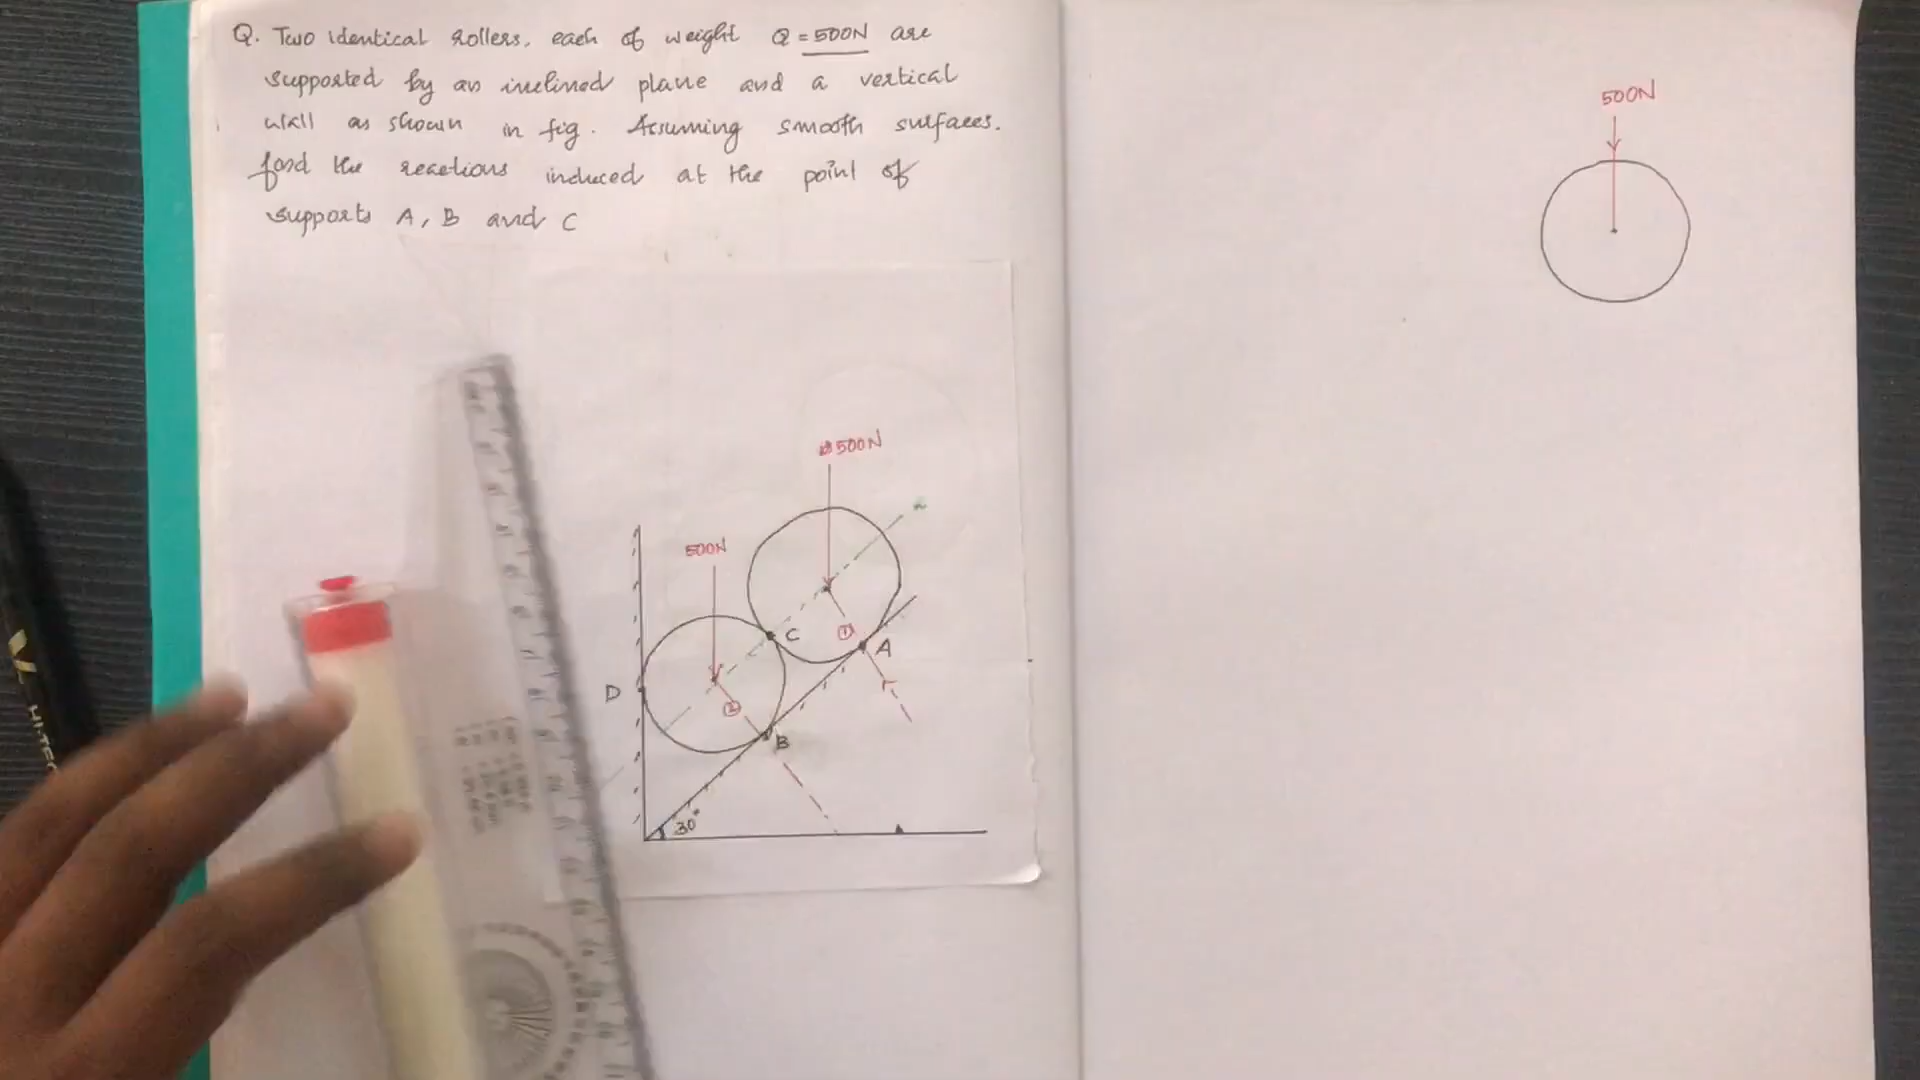 Q. Two identical rollers, each of weight Q = 500N are
supported by an inclined plane and a vertical
wall as shown in fig. Assuming smooth surfaces.
find the reactions induced at the point of
supports A, B and C
500N
500N
500N
C
1
A
D
2
B
30°
HI-TEC